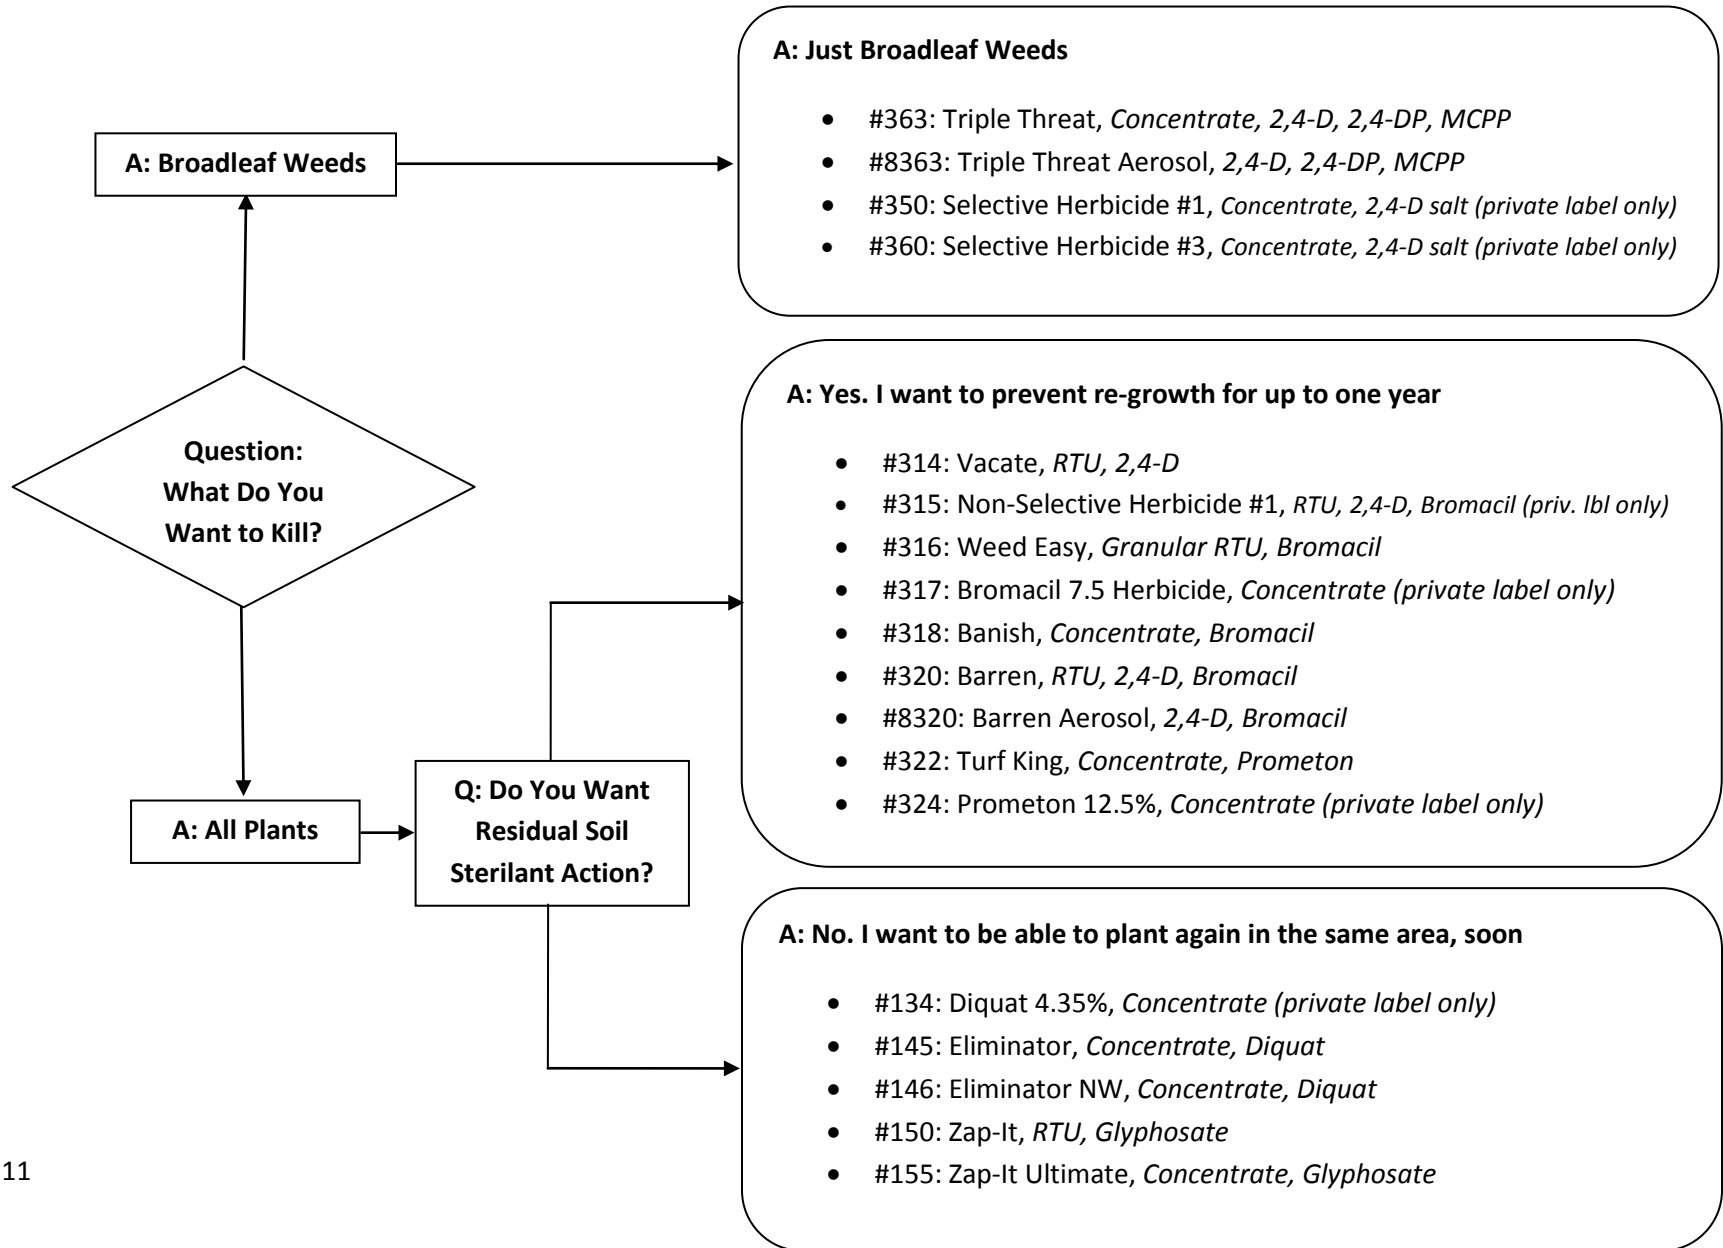 A: Broadleaf Weeds
Question:
What Do You
Want to Kill?
A: All Plants
Q: Do You Want
Residual Soil
Sterilant Action?
A: Just Broadleaf Weeds
• #363: Triple Threat, Concentrate, 2,4-D, 2,4-DP, MCPP
• #8363: Triple Threat Aerosol, 2,4-D, 2,4-DP, MCPP
• #350: Selective Herbicide #1, Concentrate, 2,4-D salt (private label only)
• #360: Selective Herbicide #3, Concentrate, 2,4-D salt (private label only)
A: Yes. I want to prevent re-growth for up to one year
• #314: Vacate, RTU, 2,4-D
• #315: Non-Selective Herbicide #1, RTU, 2,4-D, Bromacil (priv. lbl only)
• #316: Weed Easy, Granular RTU, Bromacil
• #317: Bromacil 7.5 Herbicide, Concentrate (private label only)
• #318: Banish, Concentrate, Bromacil
• #320: Barren, RTU, 2,4-D, Bromacil
• #8320: Barren Aerosol, 2,4-D, Bromacil
• #322: Turf King, Concentrate, Prometon
• #324: Prometon 12.5%, Concentrate (private label only)
A: No. I want to be able to plant again in the same area, soon
• #134: Diquat 4.35%, Concentrate (private label only)
• #145: Eliminator, Concentrate, Diquat
• #146: Eliminator NW, Concentrate, Diquat
• #150: Zap-It, RTU, Glyphosate
• #155: Zap-It Ultimate, Concentrate, Glyphosate
11